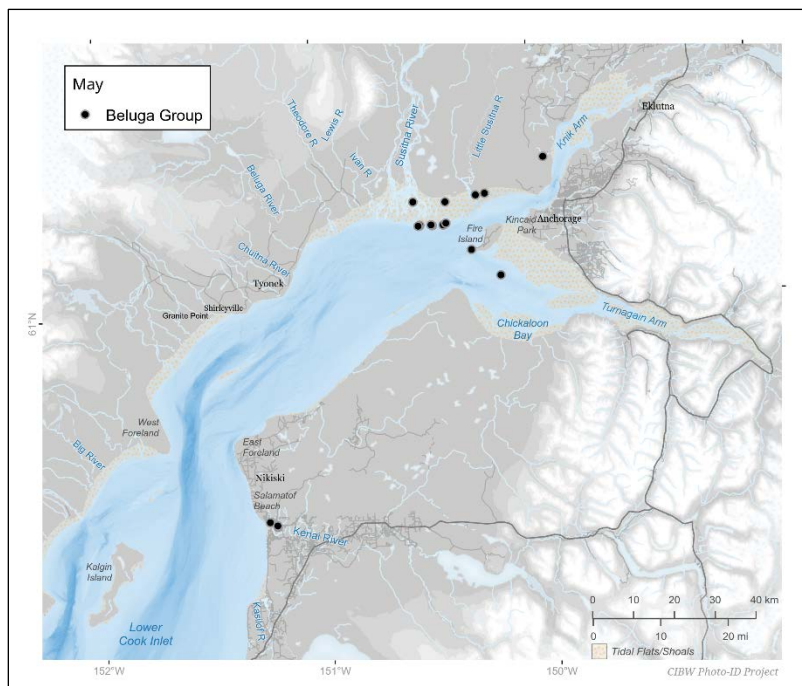 May
Beluga Group
Theodore R
Lewis R
Ivan R
Susitna River
Little Susitna R
Knik Arm
Eklutna
Beluga River
Kincaid
Park
Anchorage
Fire
Island
Chuitna River
Tyonek
Shirleyville
Granite Point
61°N
Turnagain Arm
Chickaloon
Bay
West
Foreland
East
Foreland
Big River
Nikiski
Salamatof
Beach
Kenai River
Kalgin
Island
Kasilof R
Lower
Cook Inlet
0 10 20 30 40 km
0 10 20 mi
Tidal Flats/Shoals
CIBW Photo-ID Project
152°W
151°W
150°W